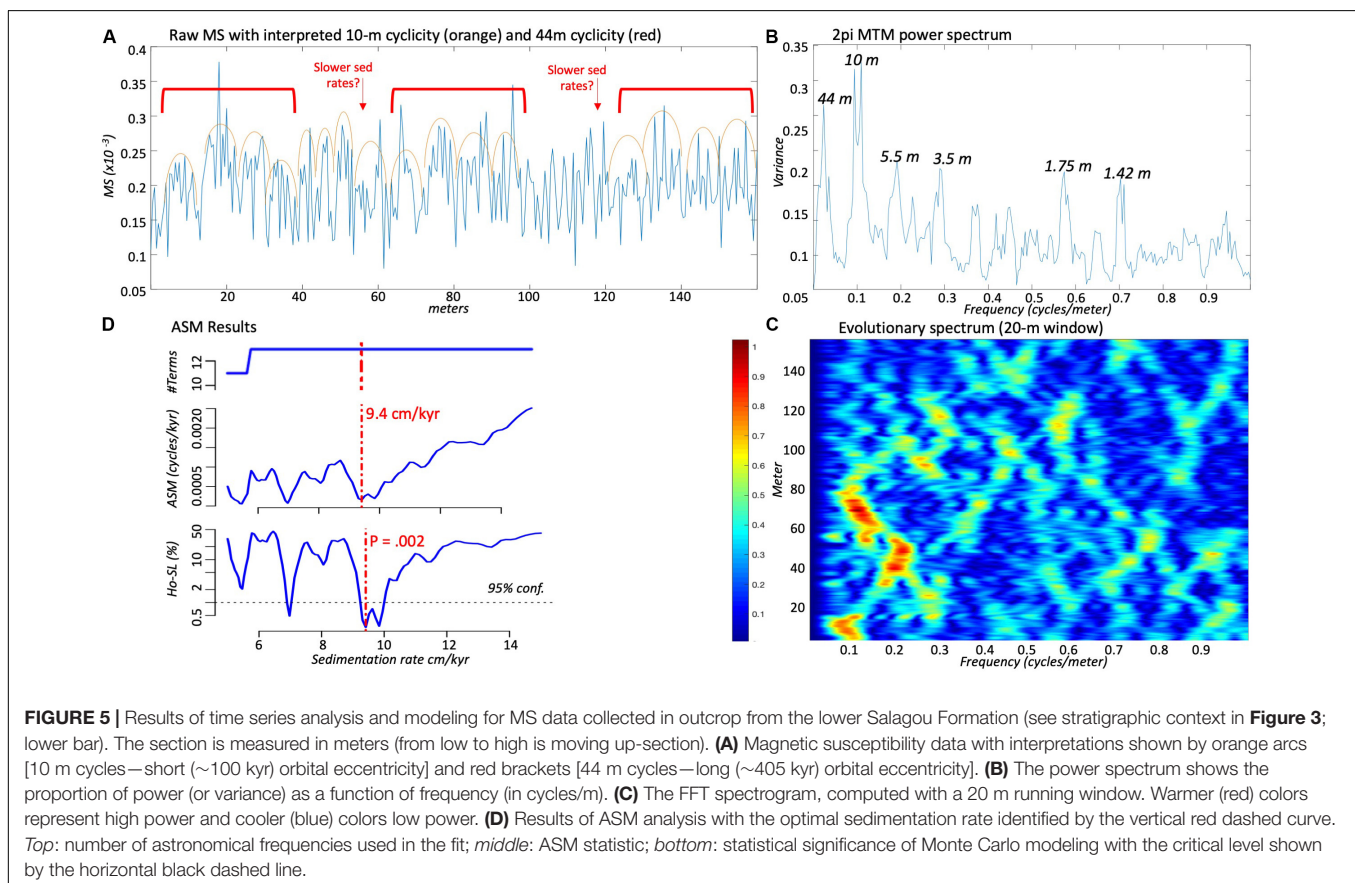 A
Raw MS with interpreted 10-m cyclicity (orange) and 44m cyclicity (red)
0.4
0.35
0.3
0.25
0.2
0.15
0.1
0.05
MS (x10⁻³)
Slower sed
rates?
Slower sed
rates?
20
40
60
80
100
120
140
meters
B
2pi MTM power spectrum
0.35
0.3
0.25
0.2
0.15
0.1
0.05
Variance
44 m
10 m
5.5 m
3.5 m
1.75 m
1.42 m
0.1
0.2
0.3
0.4
0.5
0.6
0.7
0.8
0.9
Frequency (cycles/meter)
D
ASM Results
#Terms
10 12
9.4 cm/kyr
ASM (cycles/kyr)
0.0000
0.0005
0.0020
Ho-SL (%)
50
10
2
0.5
P = .002
95% conf.
6
8
10
12
14
Sedimentation rate cm/kyr
C
Evolutionary spectrum (20-m window)
1
0.9
0.8
0.7
0.6
0.5
0.4
0.3
0.2
0.1
Meter
140
120
100
80
60
40
20
0.1
0.2
0.3
0.4
0.5
0.6
0.7
0.8
0.9
Frequency (cycles/meter)
FIGURE 5 | Results of time series analysis and modeling for MS data collected in outcrop from the lower Salagou Formation (see stratigraphic context in Figure 3;
lower bar). The section is measured in meters (from low to high is moving up-section). (A) Magnetic susceptibility data with interpretations shown by orange arcs
[10 m cycles—short (~100 kyr) orbital eccentricity] and red brackets [44 m cycles—long (~405 kyr) orbital eccentricity]. (B) The power spectrum shows the
proportion of power (or variance) as a function of frequency (in cycles/m). (C) The FFT spectrogram, computed with a 20 m running window. Warmer (red) colors
represent high power and cooler (blue) colors low power. (D) Results of ASM analysis with the optimal sedimentation rate identified by the vertical red dashed curve.
Top: number of astronomical frequencies used in the fit; middle: ASM statistic; bottom: statistical significance of Monte Carlo modeling with the critical level shown
by the horizontal black dashed line.